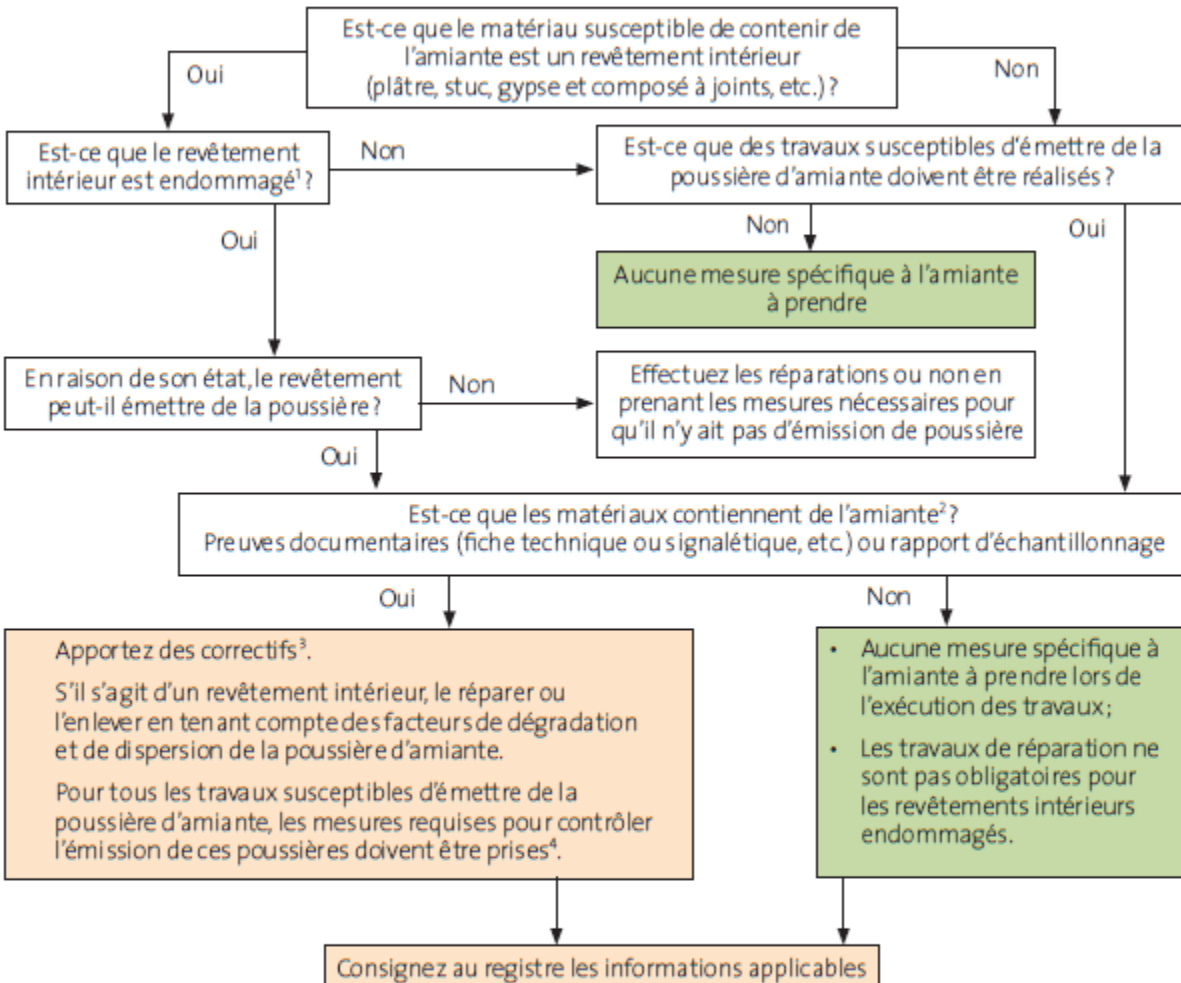 Est-ce que le matériau susceptible de contenir de
l'amiante est un revêtement intérieur
(plâtre, stuc, gypse et composé à joints, etc.) ?
Oui
Non
Est-ce que le revêtement
intérieur est endommagé¹ ?
Non
Est-ce que des travaux susceptibles d'émettre de la
poussière d'amiante doivent être réalisés ?
Oui
Non
Oui
Aucune mesure spécifique à l'amiante
à prendre
En raison de son état, le revêtement
peut-il émettre de la poussière ?
Non
Effectuez les réparations ou non en
prenant les mesures nécessaires pour
qu'il n'y ait pas d'émission de poussière
Oui
Est-ce que les matériaux contiennent de l'amiante² ?
Preuves documentaires (fiche technique ou signalétique, etc.) ou rapport d'échantillonnage
Oui
Non
Apportez des correctifs³.
S'il s'agit d'un revêtement intérieur, le réparer ou
l'enlever en tenant compte des facteurs de dégradation
et de dispersion de la poussière d'amiante.
Pour tous les travaux susceptibles d'émettre de la
poussière d'amiante, les mesures requises pour contrôler
l'émission de ces poussières doivent être prises⁴.
• Aucune mesure spécifique à
l'amiante à prendre lors de
l'exécution des travaux;
• Les travaux de réparation ne
sont pas obligatoires pour
les revêtements intérieurs
endommagés.
Consignez au registre les informations applicables